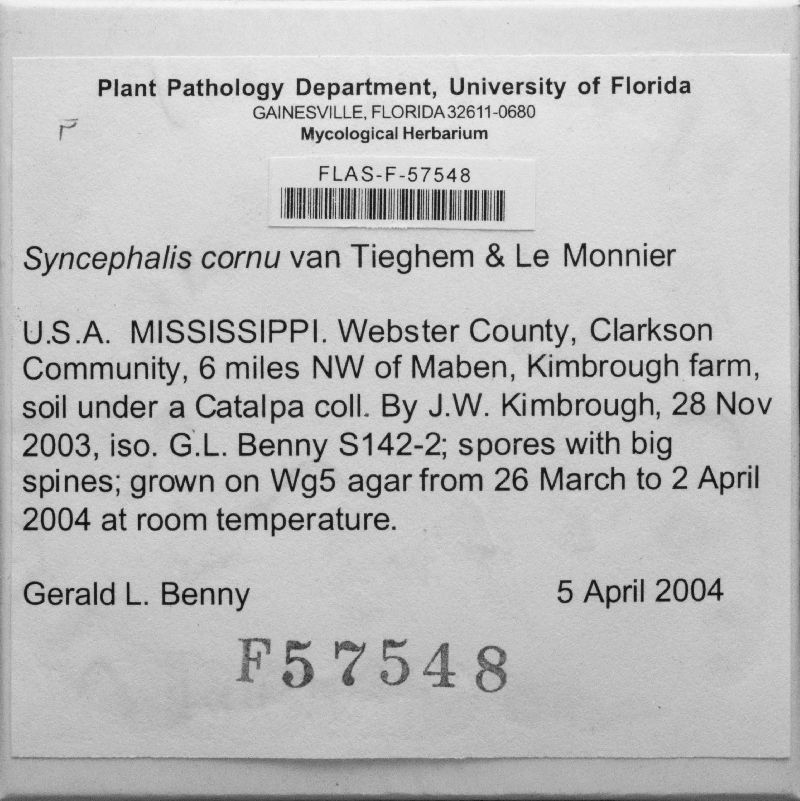 Plant Pathology Department, University of Florida
GAINESVILLE, FLORIDA 32611-0680
Mycological Herbarium
P
FLAS-F-57548
Syncephalis cornu van Tieghem & Le Monnier
U.S.A. MISSISSIPPI. Webster County, Clarkson
Community, 6 miles NW of Maben, Kimbrough farm,
soil under a Catalpa coll. By J.W. Kimbrough, 28 Nov
2003, iso. G.L. Benny S142-2; spores with big
spines; grown on Wg5 agar from 26 March to 2 April
2004 at room temperature.
Gerald L. Benny 5 April 2004
F57548